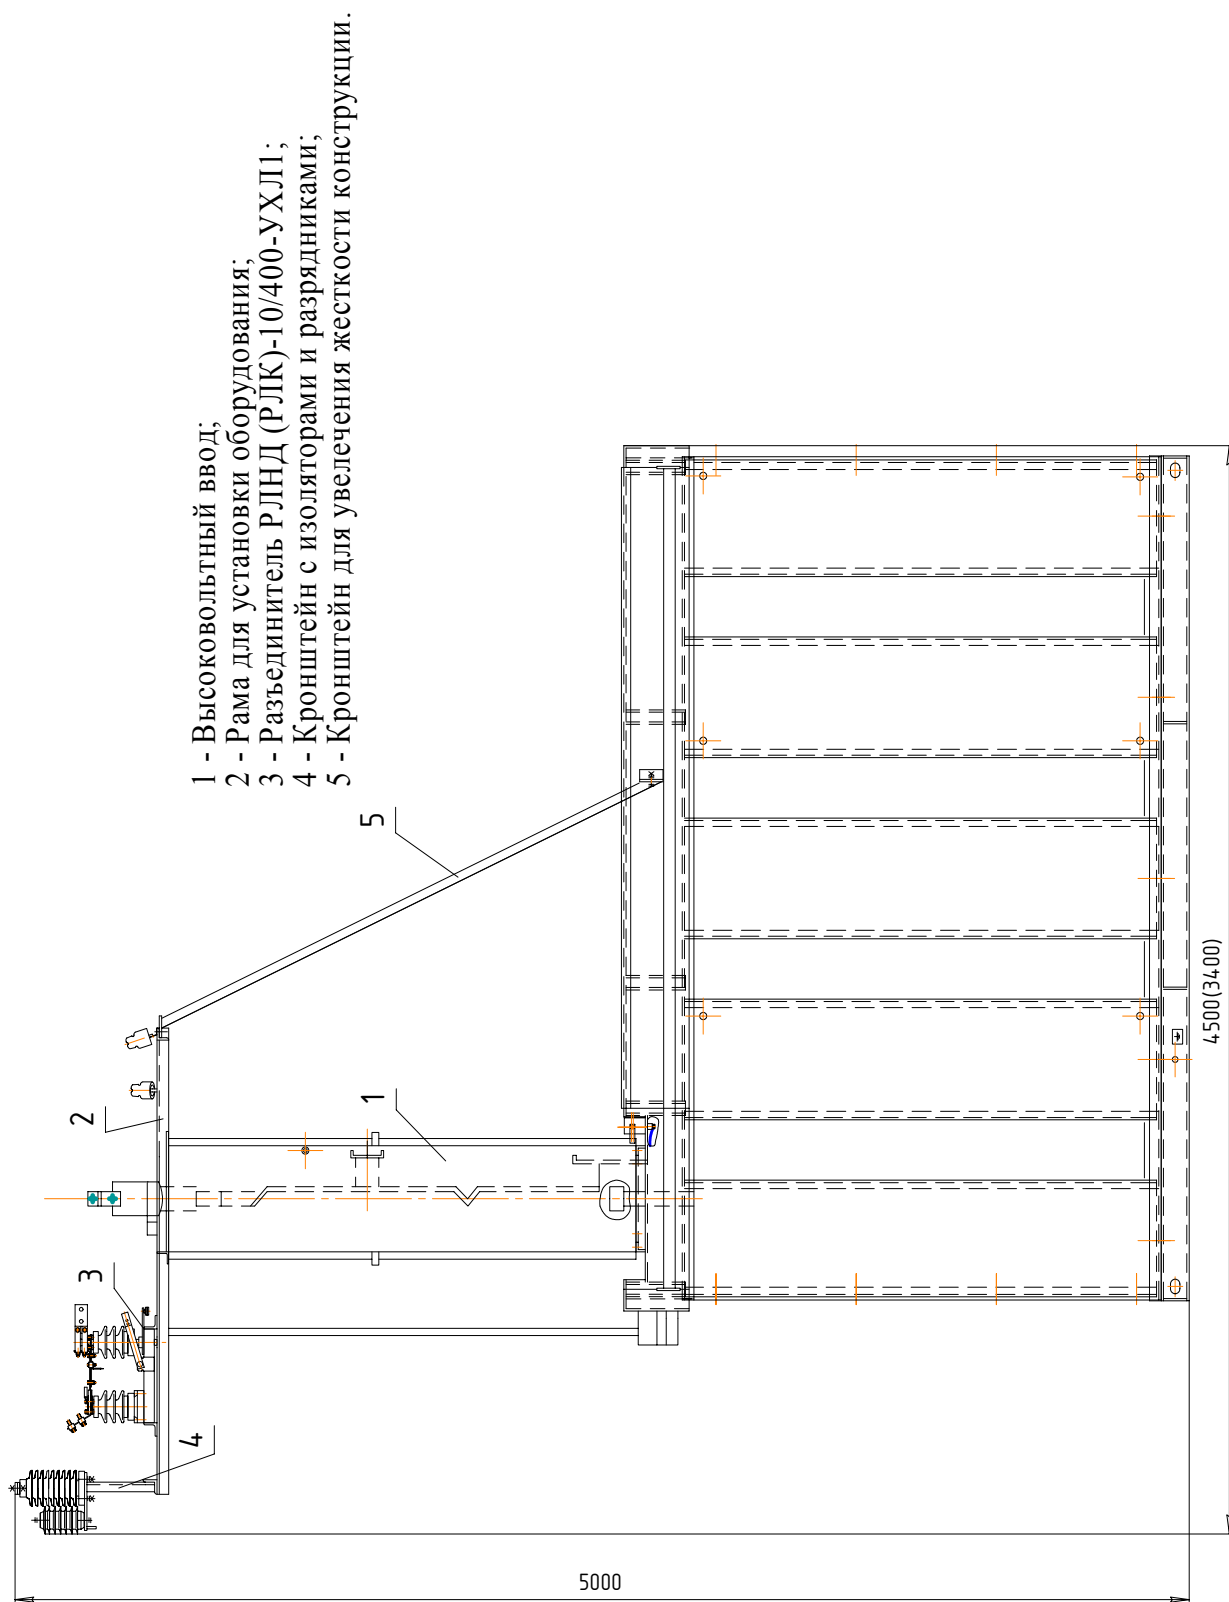 1 - Высоковольтный ввод;
2 - Рама для установки оборудования;
3 - Разъединитель РЛНД (РЛК)-10/400-УХЛ1;
4 - Кронштейн с изоляторами и разрядниками;
5 - Кронштейн для увелечения жесткости конструкции.
5
2
1
3
4
4500(3400)
5000